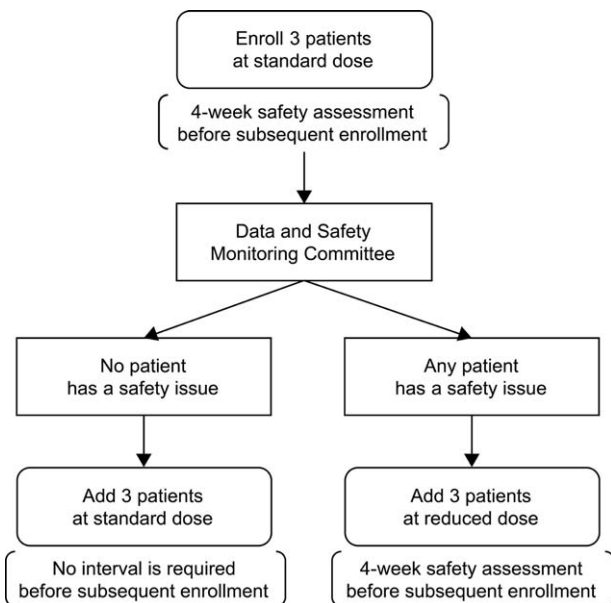 Enroll 3 patients
at standard dose
4-week safety assessment
before subsequent enrollment
Data and Safety
Monitoring Committee
No patient
has a safety issue
Any patient
has a safety issue
Add 3 patients
at standard dose
Add 3 patients
at reduced dose
No interval is required
before subsequent enrollment
4-week safety assessment
before subsequent enrollment